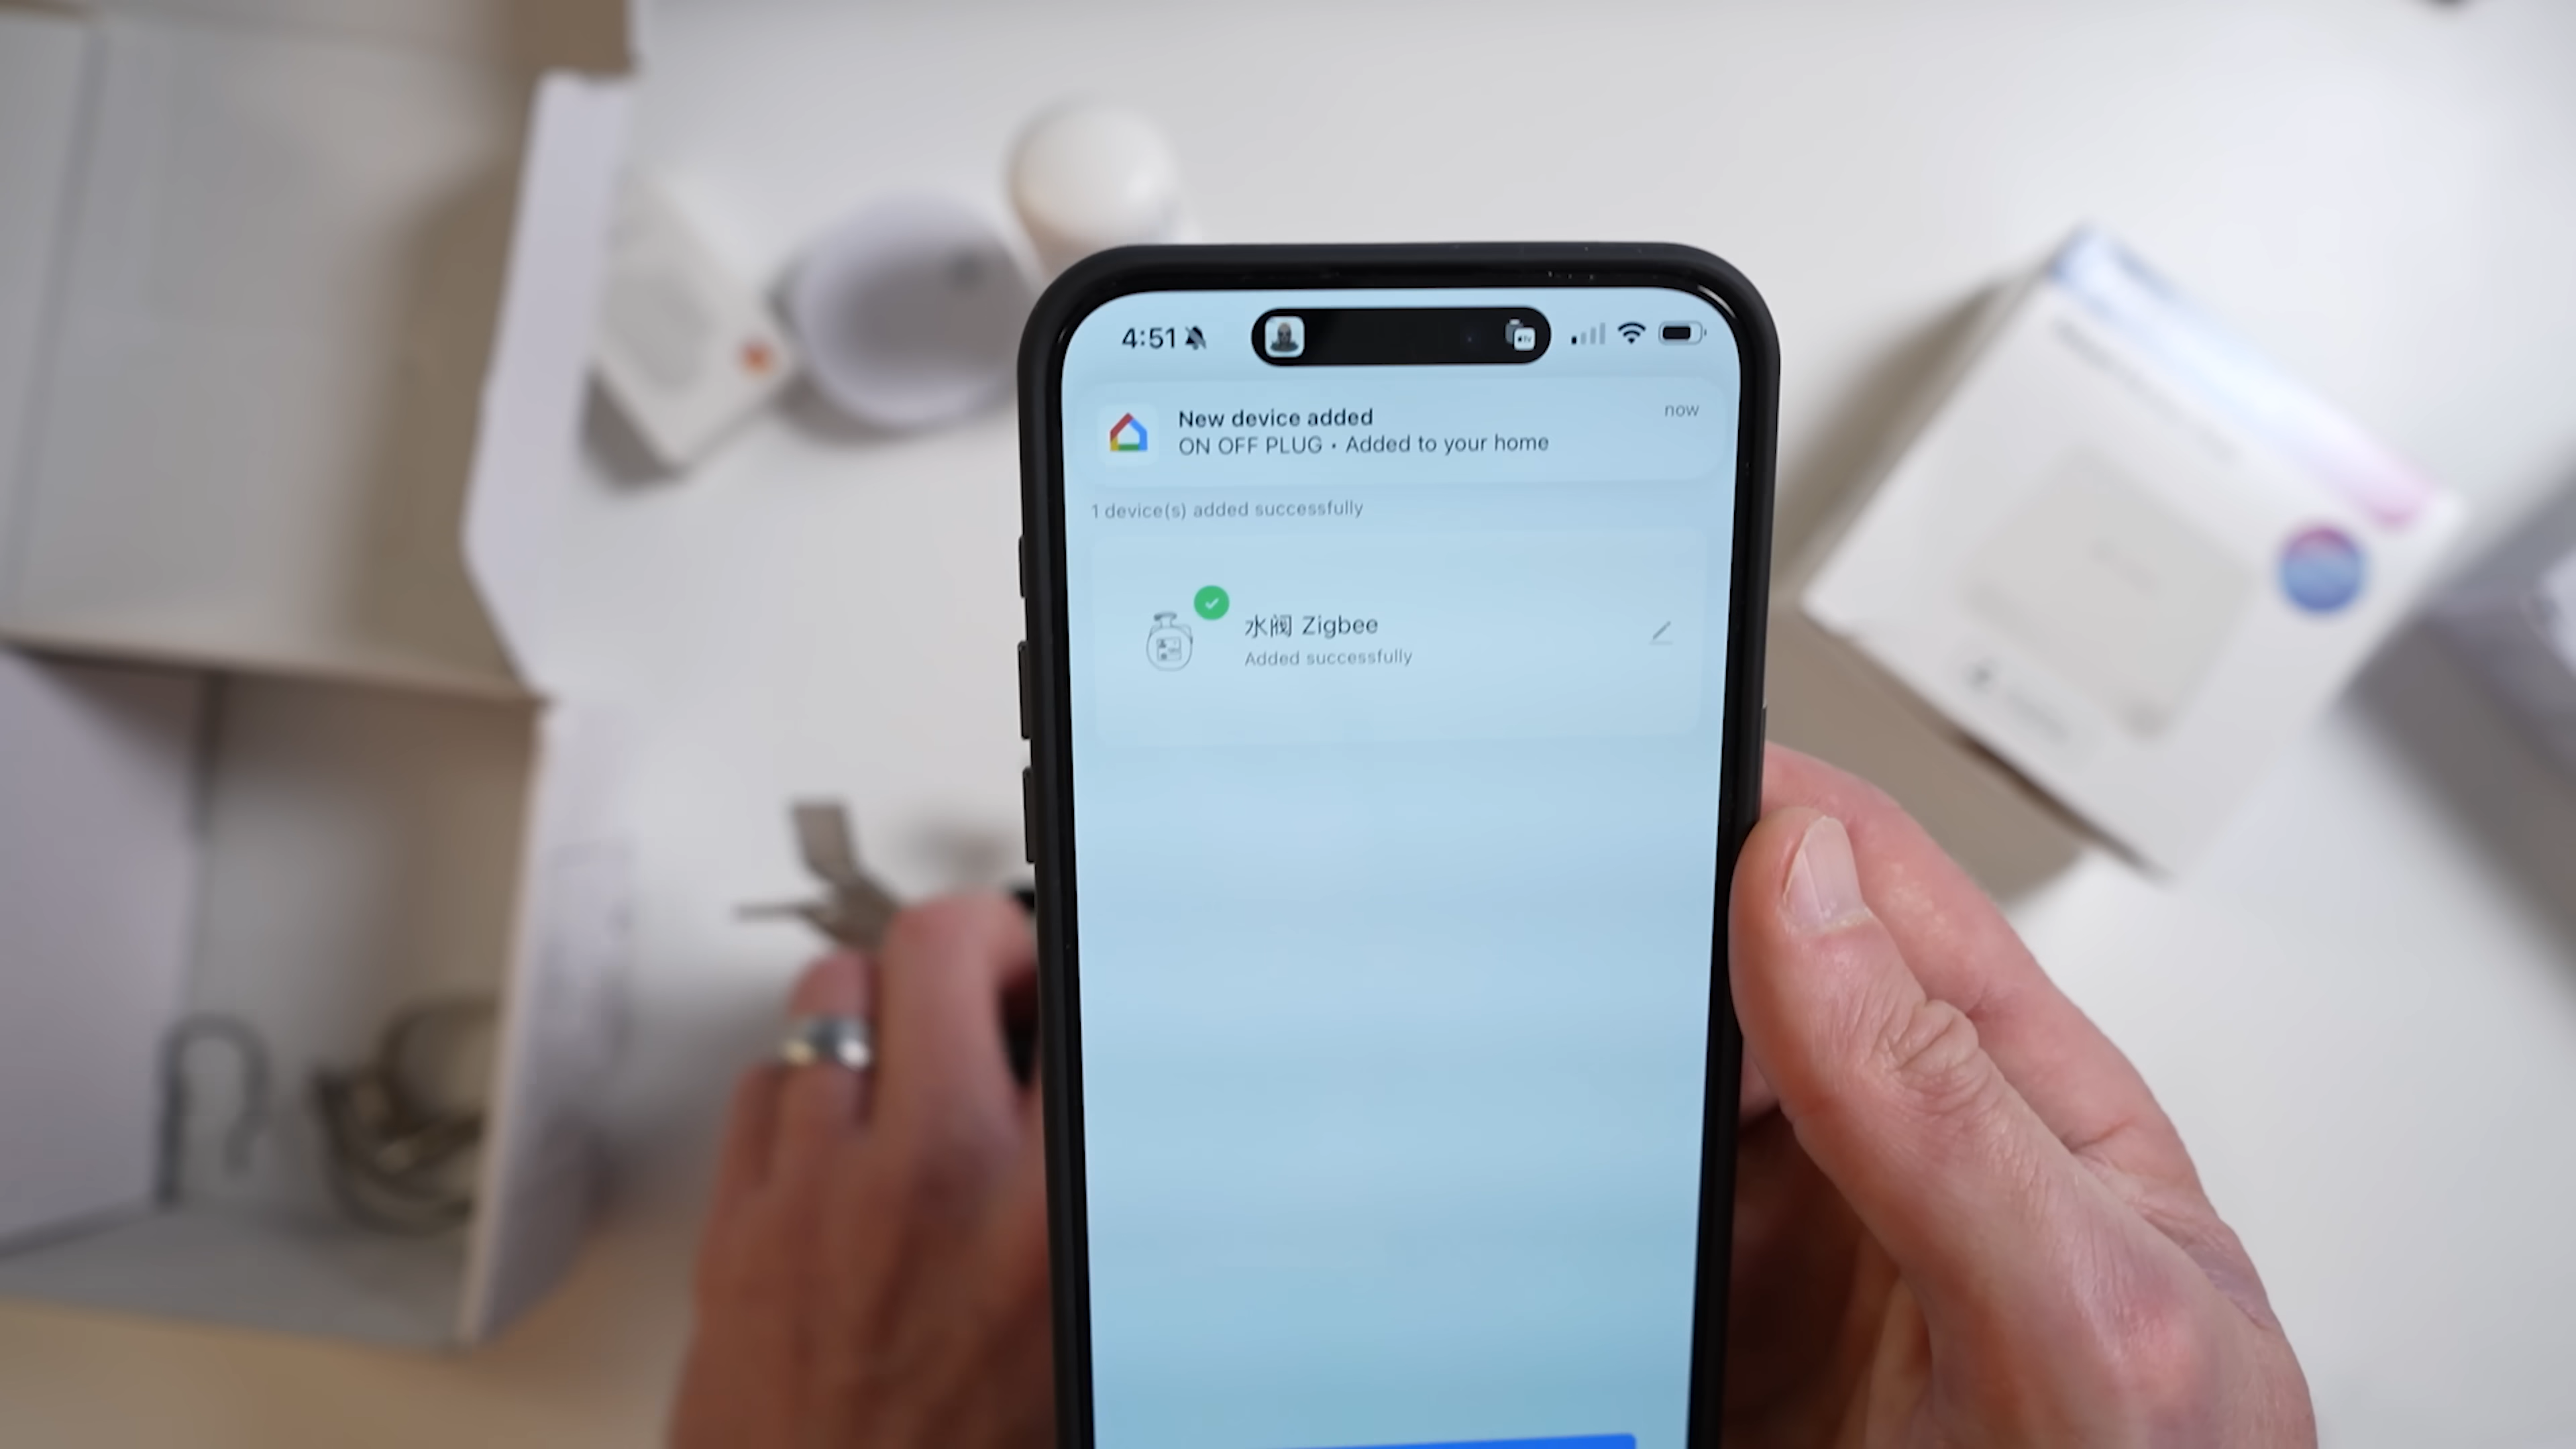 4:51
New device added
now
ON OFF PLUG • Added to your home
1 device(s) added successfully
水阀 Zigbee
Added successfully